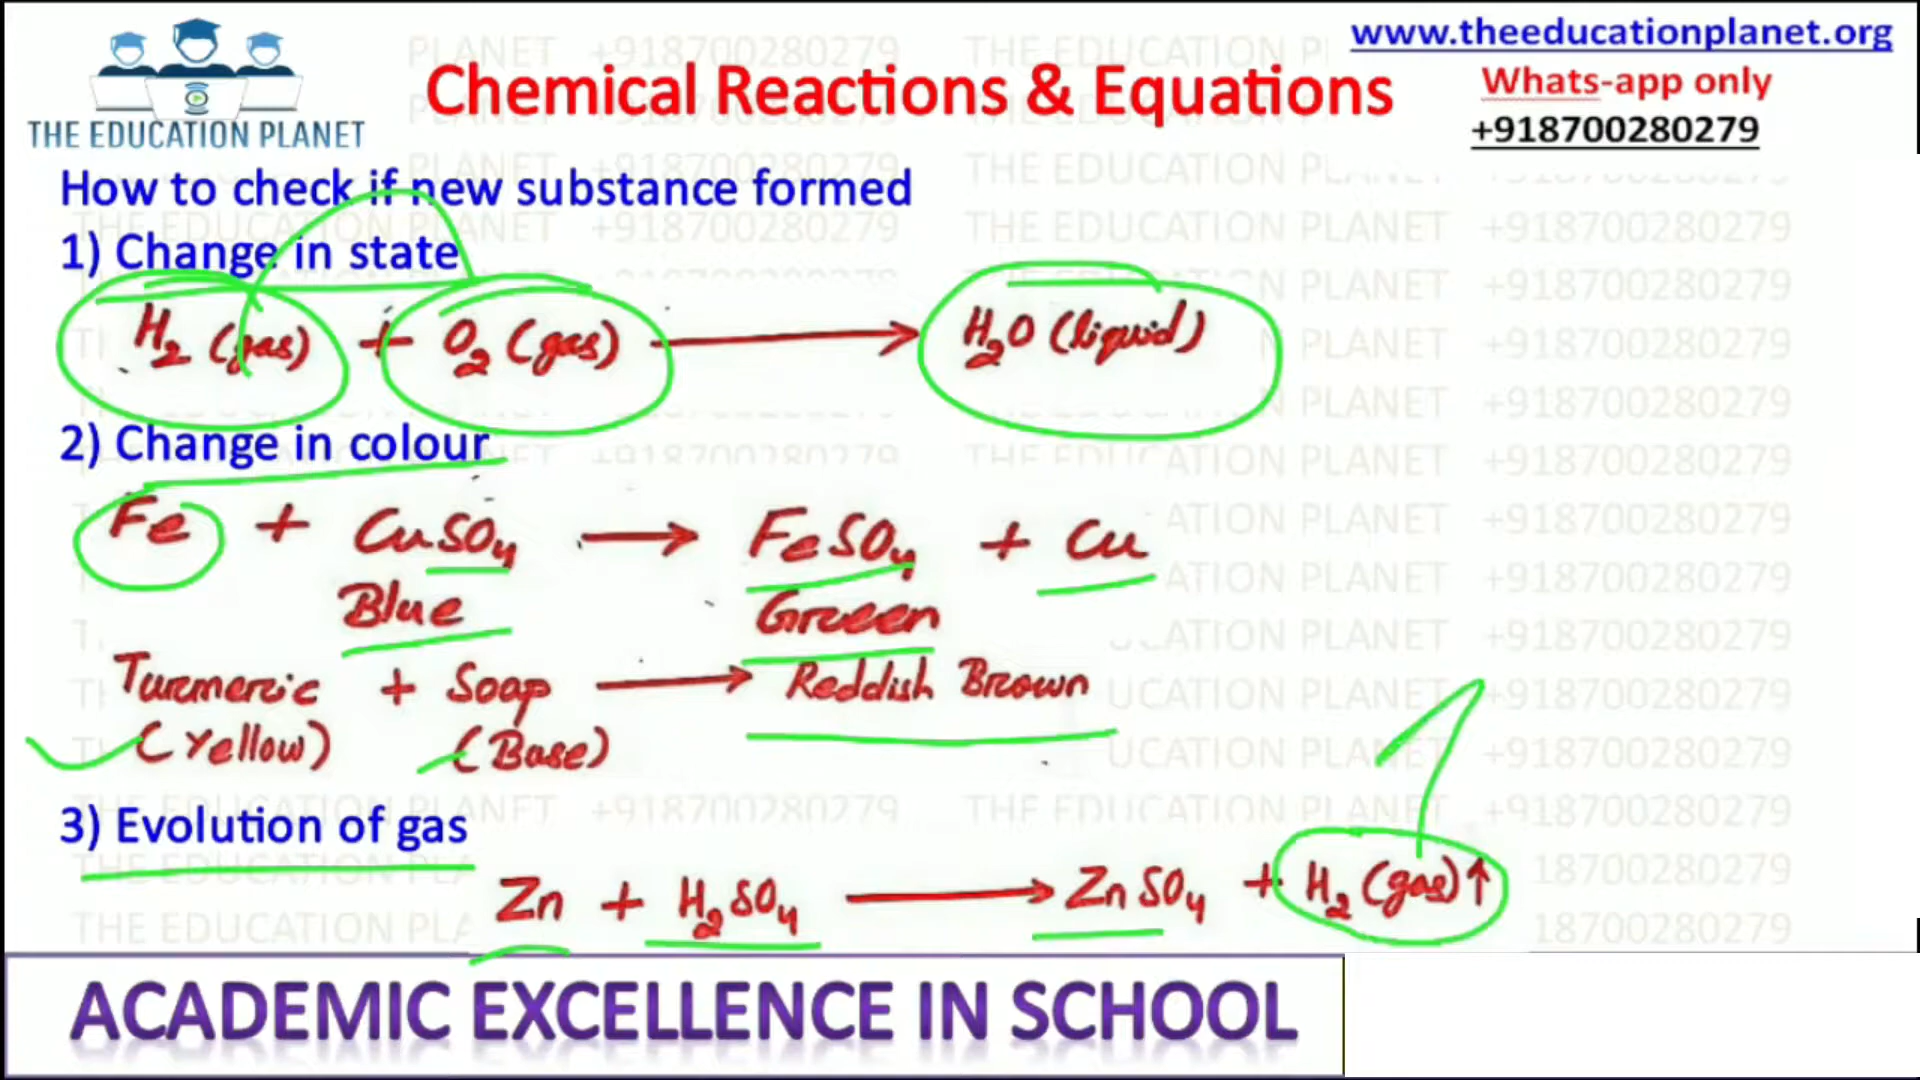 www.theeducationplanet.org
Chemical Reactions & Equations
Whats-app only
+918700280279
THE EDUCATION PLANET
How to check if new substance formed
1) Change in state
H₂ (gas) + O₂ (gas) → H₂O (liquid)
2) Change in colour
Fe + CuSO₄ → FeSO₄ + Cu
Blue Green
Turmeric + Soap → Reddish Brown
(Yellow) (Base)
3) Evolution of gas
Zn + H₂SO₄ → ZnSO₄ + H₂ (gas)↑
ACADEMIC EXCELLENCE IN SCHOOL